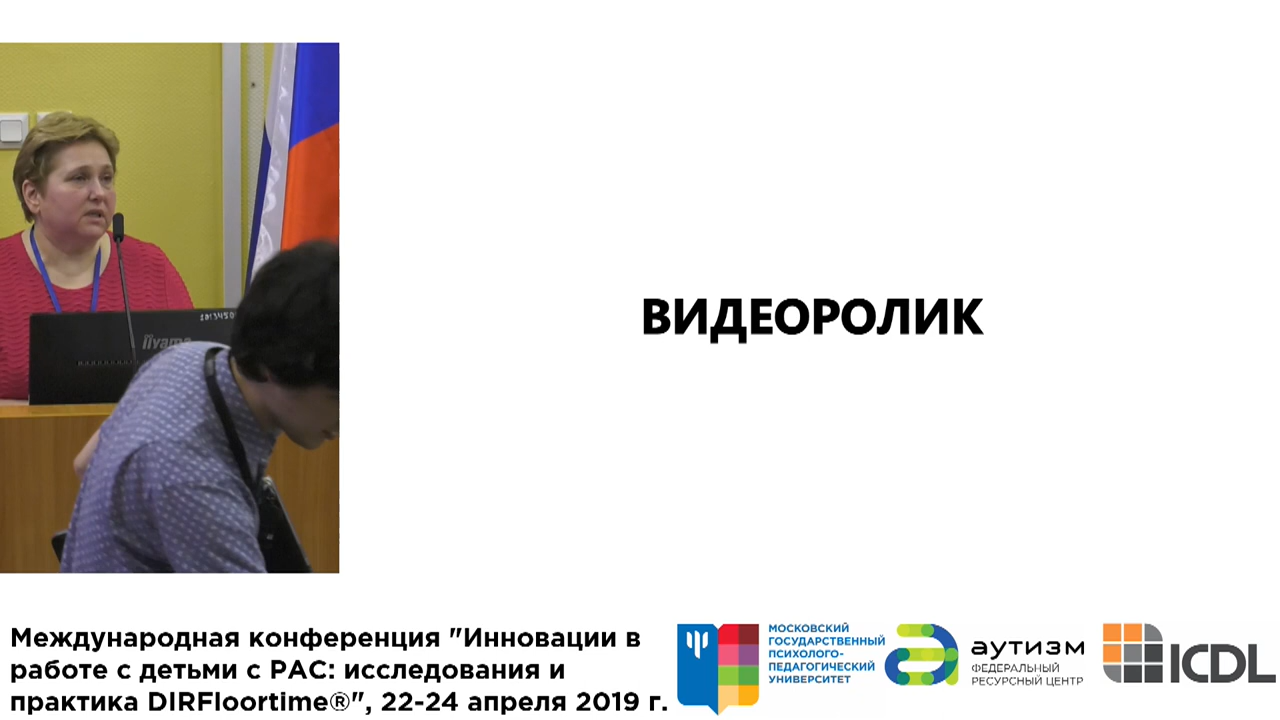 ВИДЕОРОЛИК
iiyama
Международная конференция "Инновации в
работе с детьми с РАС: исследования и
практика DIRFloortime®", 22-24 апреля 2019 г.
МОСКОВСКИЙ
ГОСУДАРСТВЕННЫЙ
ПСИХОЛОГО-
ПЕДАГОГИЧЕСКИЙ
УНИВЕРСИТЕТ
аутизм
ФЕДЕРАЛЬНЫЙ
РЕСУРСНЫЙ ЦЕНТР
ICDL